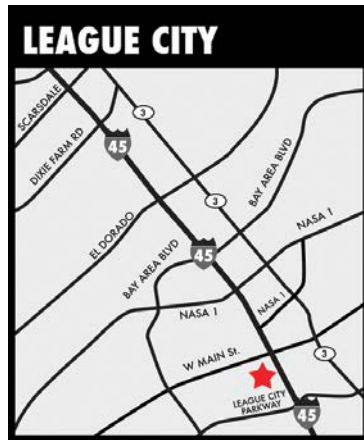 LEAGUE CITY
SCARSDALE
3
DIXIE FARM RD
45
BAY AREA BLVD
3
EL DORADO
NASA 1
BAY AREA BLVD
45
NASA 1
NASA 1
W MAIN St.
3
LEAGUE CITY
PARKWAY
45